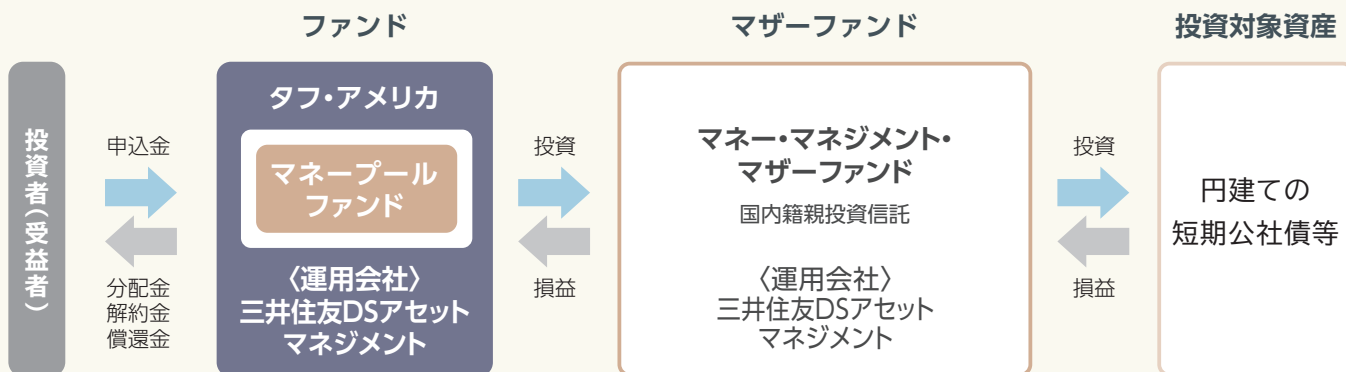 ファンド
マザーファンド
投資対象資産
投資者(受益者)
申込金
分配金
解約金
償還金
タフ・アメリカ
マネープール
ファンド
〈運用会社〉
三井住友DSアセット
マネジメント
投資
損益
マネー・マネジメント・
マザーファンド
国内籍親投資信託
〈運用会社〉
三井住友DSアセット
マネジメント
投資
損益
円建ての
短期公社債等